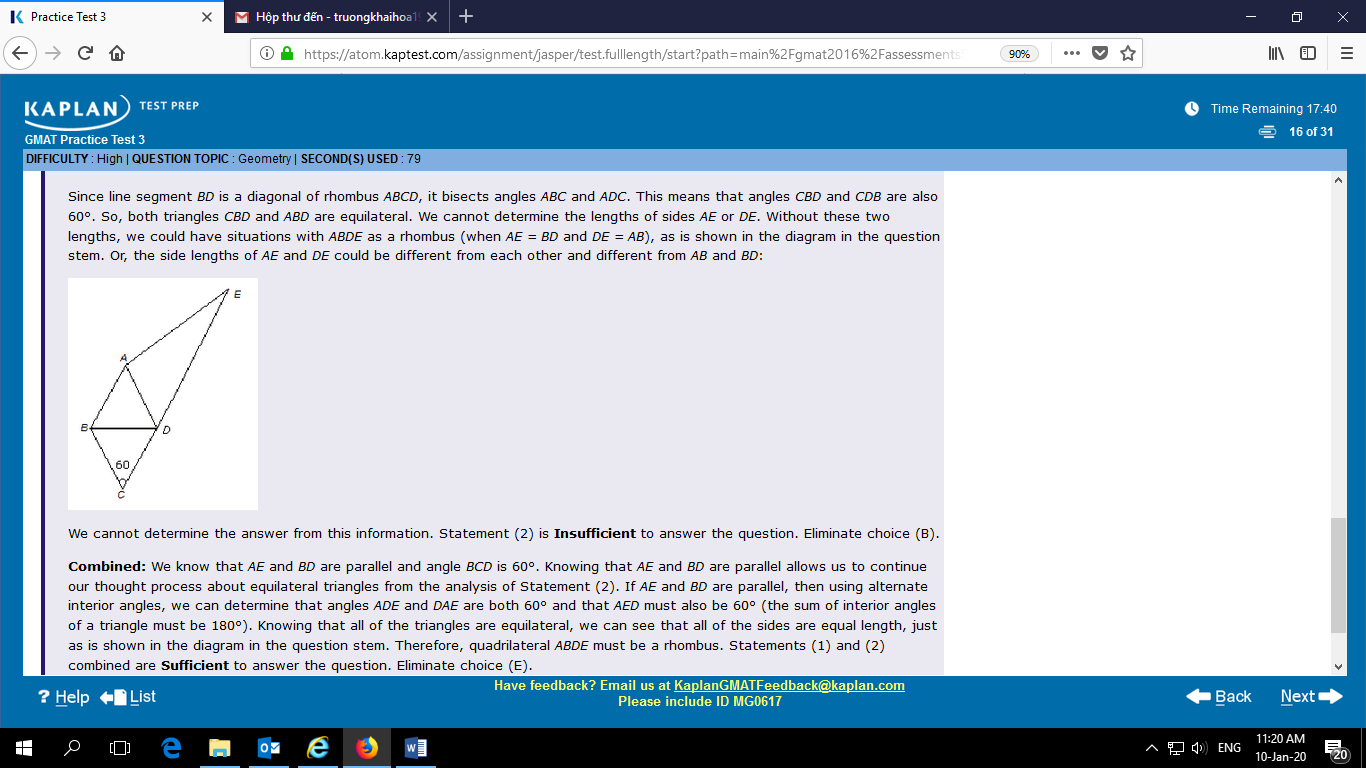 Practice Test 3
Hộp thư đến - truongkhaihoa1
https://atom.kaptest.com/assignment/jasper/test.fulllength/start?path=main%2Fgmat2016%2Fassessments
90%
KAPLAN TEST PREP
GMAT Practice Test 3
Time Remaining 17:40
16 of 31
DIFFICULTY : High | QUESTION TOPIC : Geometry | SECOND(S) USED : 79
Since line segment BD is a diagonal of rhombus ABCD, it bisects angles ABC and ADC. This means that angles CBD and CDB are also
60°. So, both triangles CBD and ABD are equilateral. We cannot determine the lengths of sides AE or DE. Without these two
lengths, we could have situations with ABDE as a rhombus (when AE = BD and DE = AB), as is shown in the diagram in the question
stem. Or, the side lengths of AE and DE could be different from each other and different from AB and BD:
E
A
B
D
60
C
We cannot determine the answer from this information. Statement (2) is Insufficient to answer the question. Eliminate choice (B).
Combined: We know that AE and BD are parallel and angle BCD is 60°. Knowing that AE and BD are parallel allows us to continue
our thought process about equilateral triangles from the analysis of Statement (2). If AE and BD are parallel, then using alternate
interior angles, we can determine that angles ADE and DAE are both 60° and that AED must also be 60° (the sum of interior angles
of a triangle must be 180°). Knowing that all of the triangles are equilateral, we can see that all of the sides are equal length, just
as is shown in the diagram in the question stem. Therefore, quadrilateral ABDE must be a rhombus. Statements (1) and (2)
combined are Sufficient to answer the question. Eliminate choice (E).
? Help
List
Have feedback? Email us at KaplanGMATFeedback@kaplan.com
Please include ID MG0617
Back
Next
ENG
11:20 AM
10-Jan-20
20